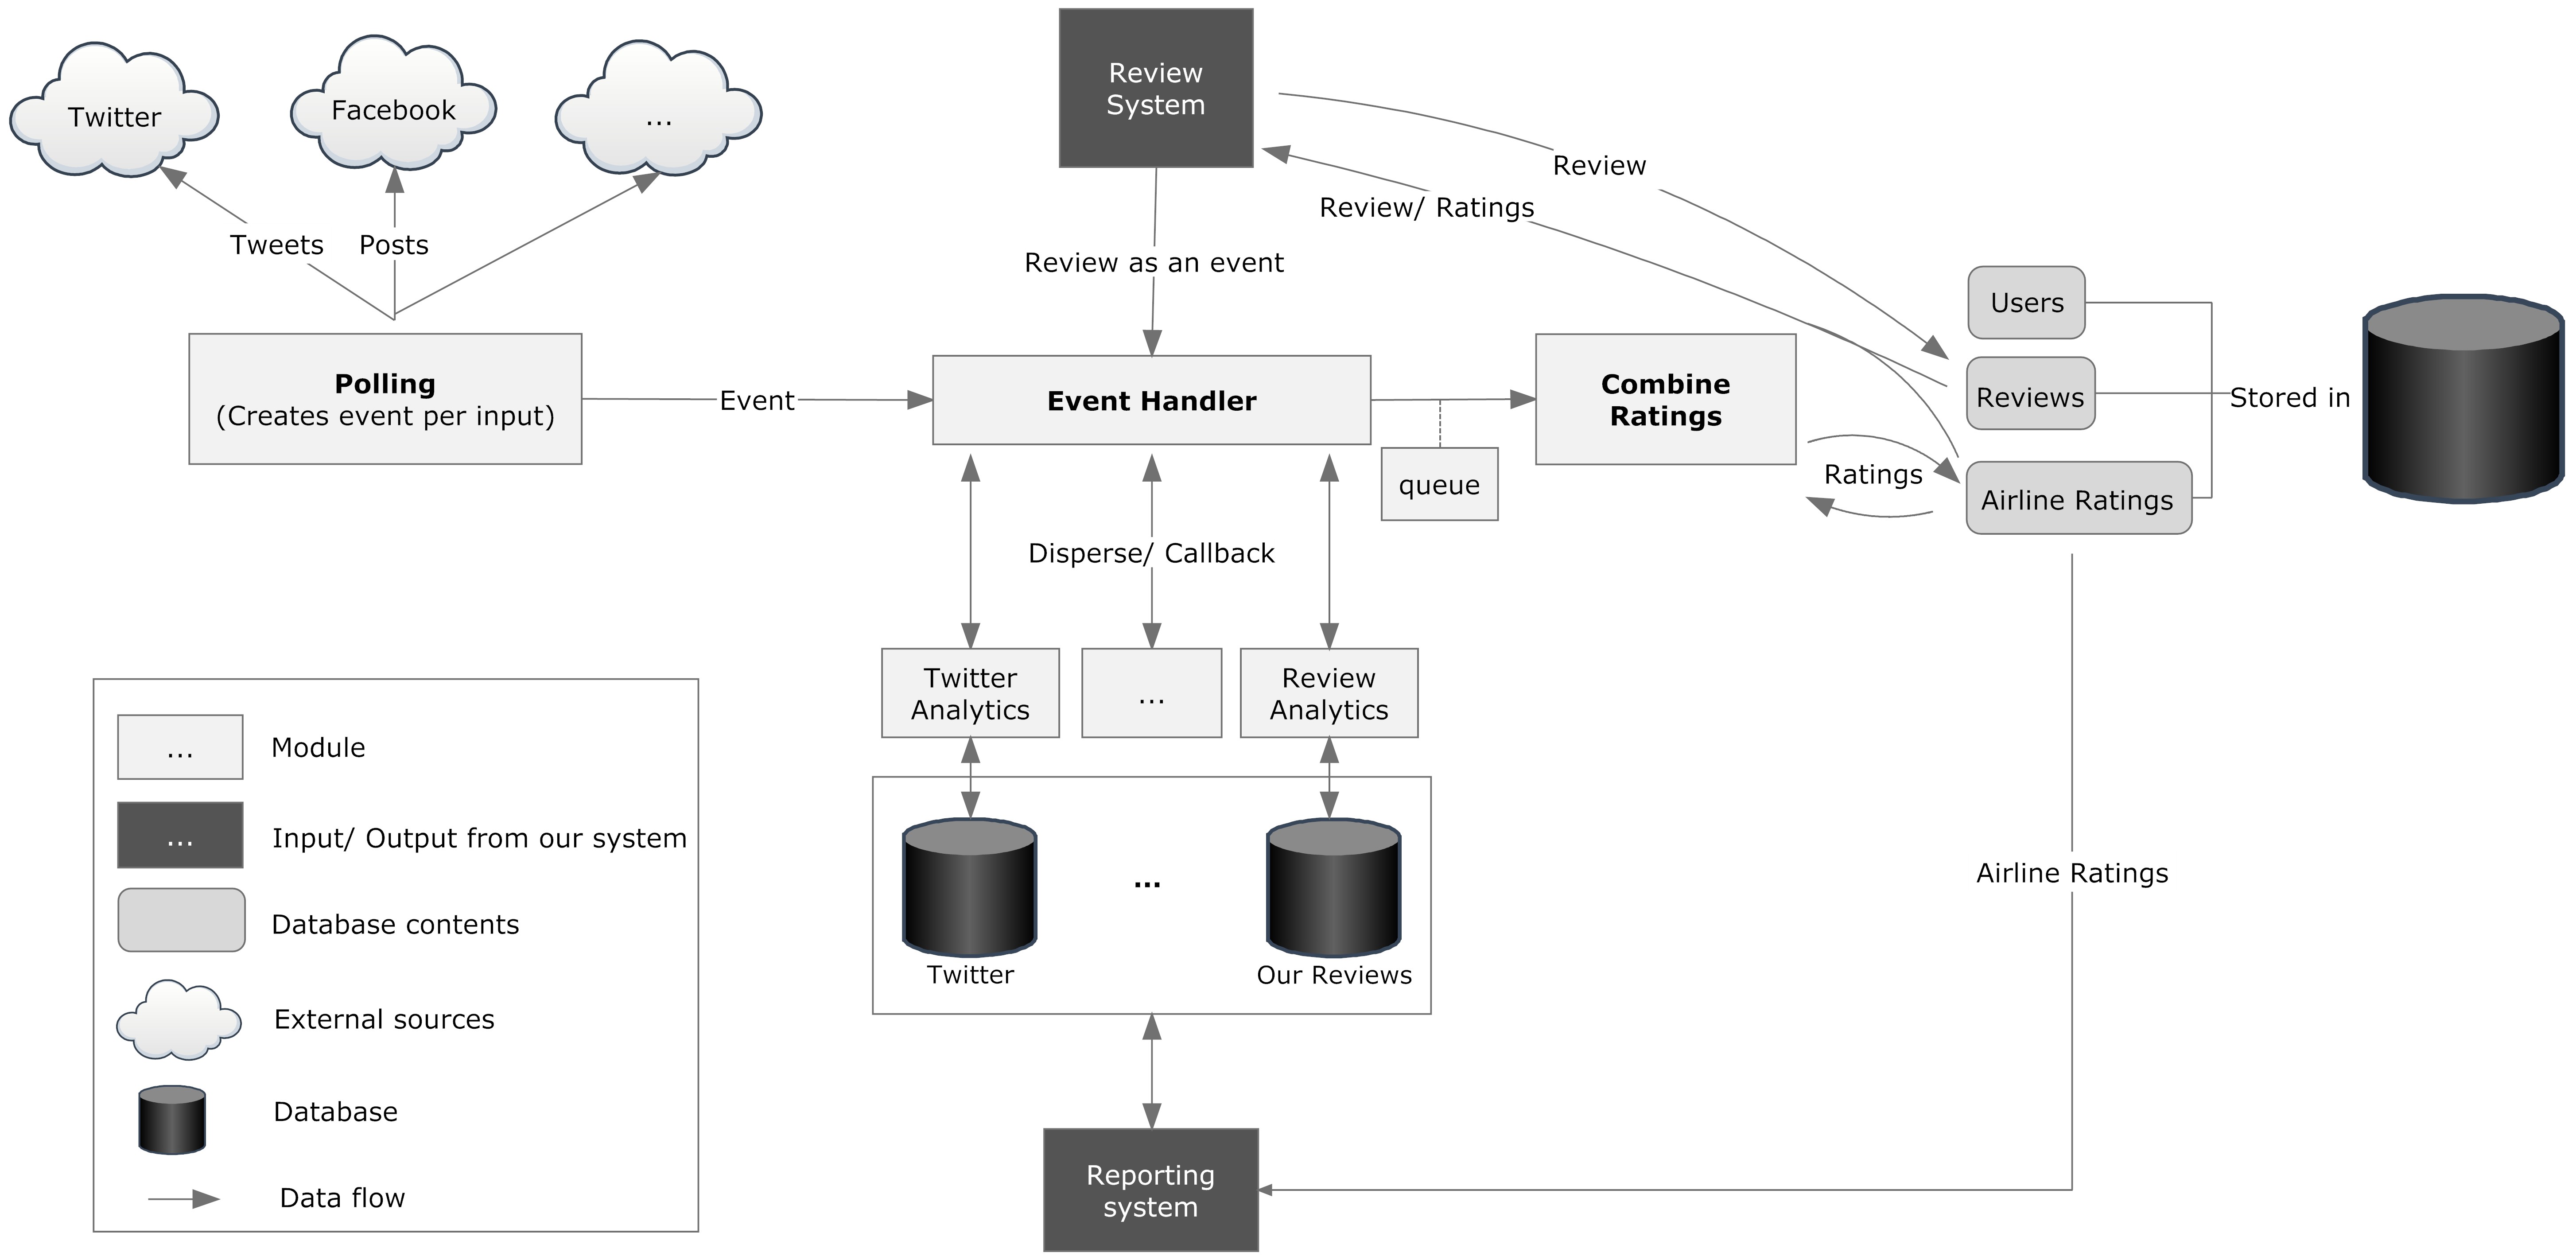 Twitter
Facebook
...
Review
System
Review
Review/ Ratings
Tweets
Posts
Review as an event
Users
Polling
(Creates event per input)
Event
Event Handler
Combine
Ratings
Reviews
Stored in
queue
Ratings
Airline Ratings
Disperse/ Callback
Twitter
Analytics
...
Review
Analytics
...
Module
...
Input/ Output from our system
Database contents
External sources
Database
Data flow
...
Twitter
Our Reviews
Airline Ratings
Reporting
system